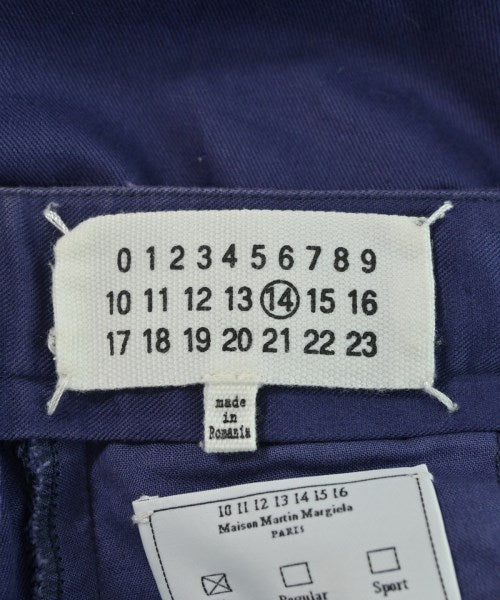 0 1 2 3 4 5 6 7 8 9
10 11 12 13 14 15 16
17 18 19 20 21 22 23
made
in
Romania
10 11 12 13 14 15 16
Maison Martin Margiela
PARIS
Regular Sport